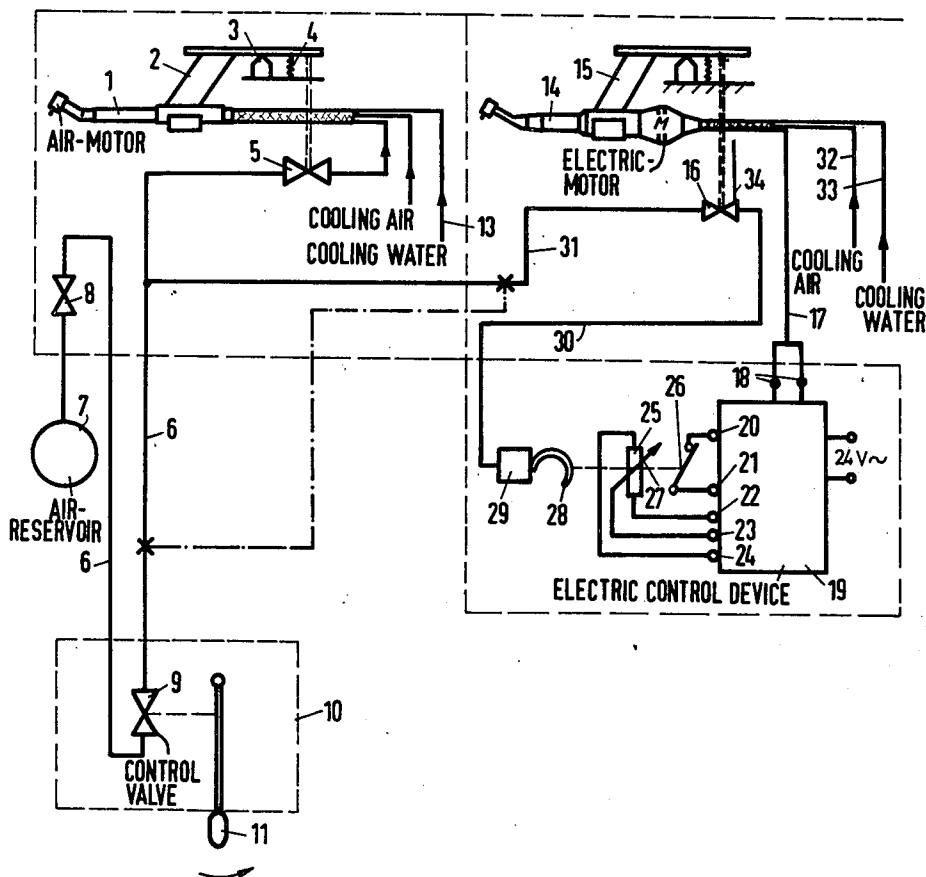 3
4
2
1
AIR-MOTOR
5
COOLING AIR
COOLING WATER
13
8
7
AIR-
RESERVOIR
6
6
15
14
M
ELECTRIC-
MOTOR
16
34
32
33
31
COOLING
AIR
COOLING
WATER
17
30
18
26
25
20
24V~
21
27
22
29
28
23
24
ELECTRIC CONTROL DEVICE
19
9
10
CONTROL
VALVE
11